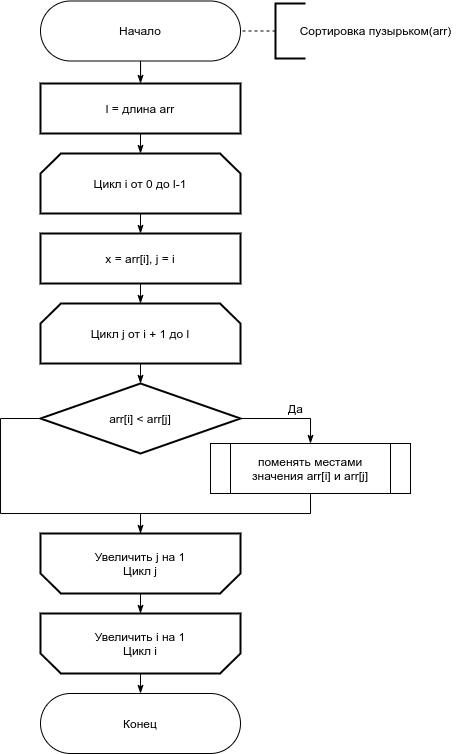 Начало
Сортировка пузырьком(arr)
l = длина arr
Цикл i от 0 до l-1
x = arr[i], j = i
Цикл j от i + 1 до l
arr[i] < arr[j]
Да
поменять местами
значения arr[i] и arr[j]
Увеличить j на 1
Цикл j
Увеличить i на 1
Цикл i
Конец